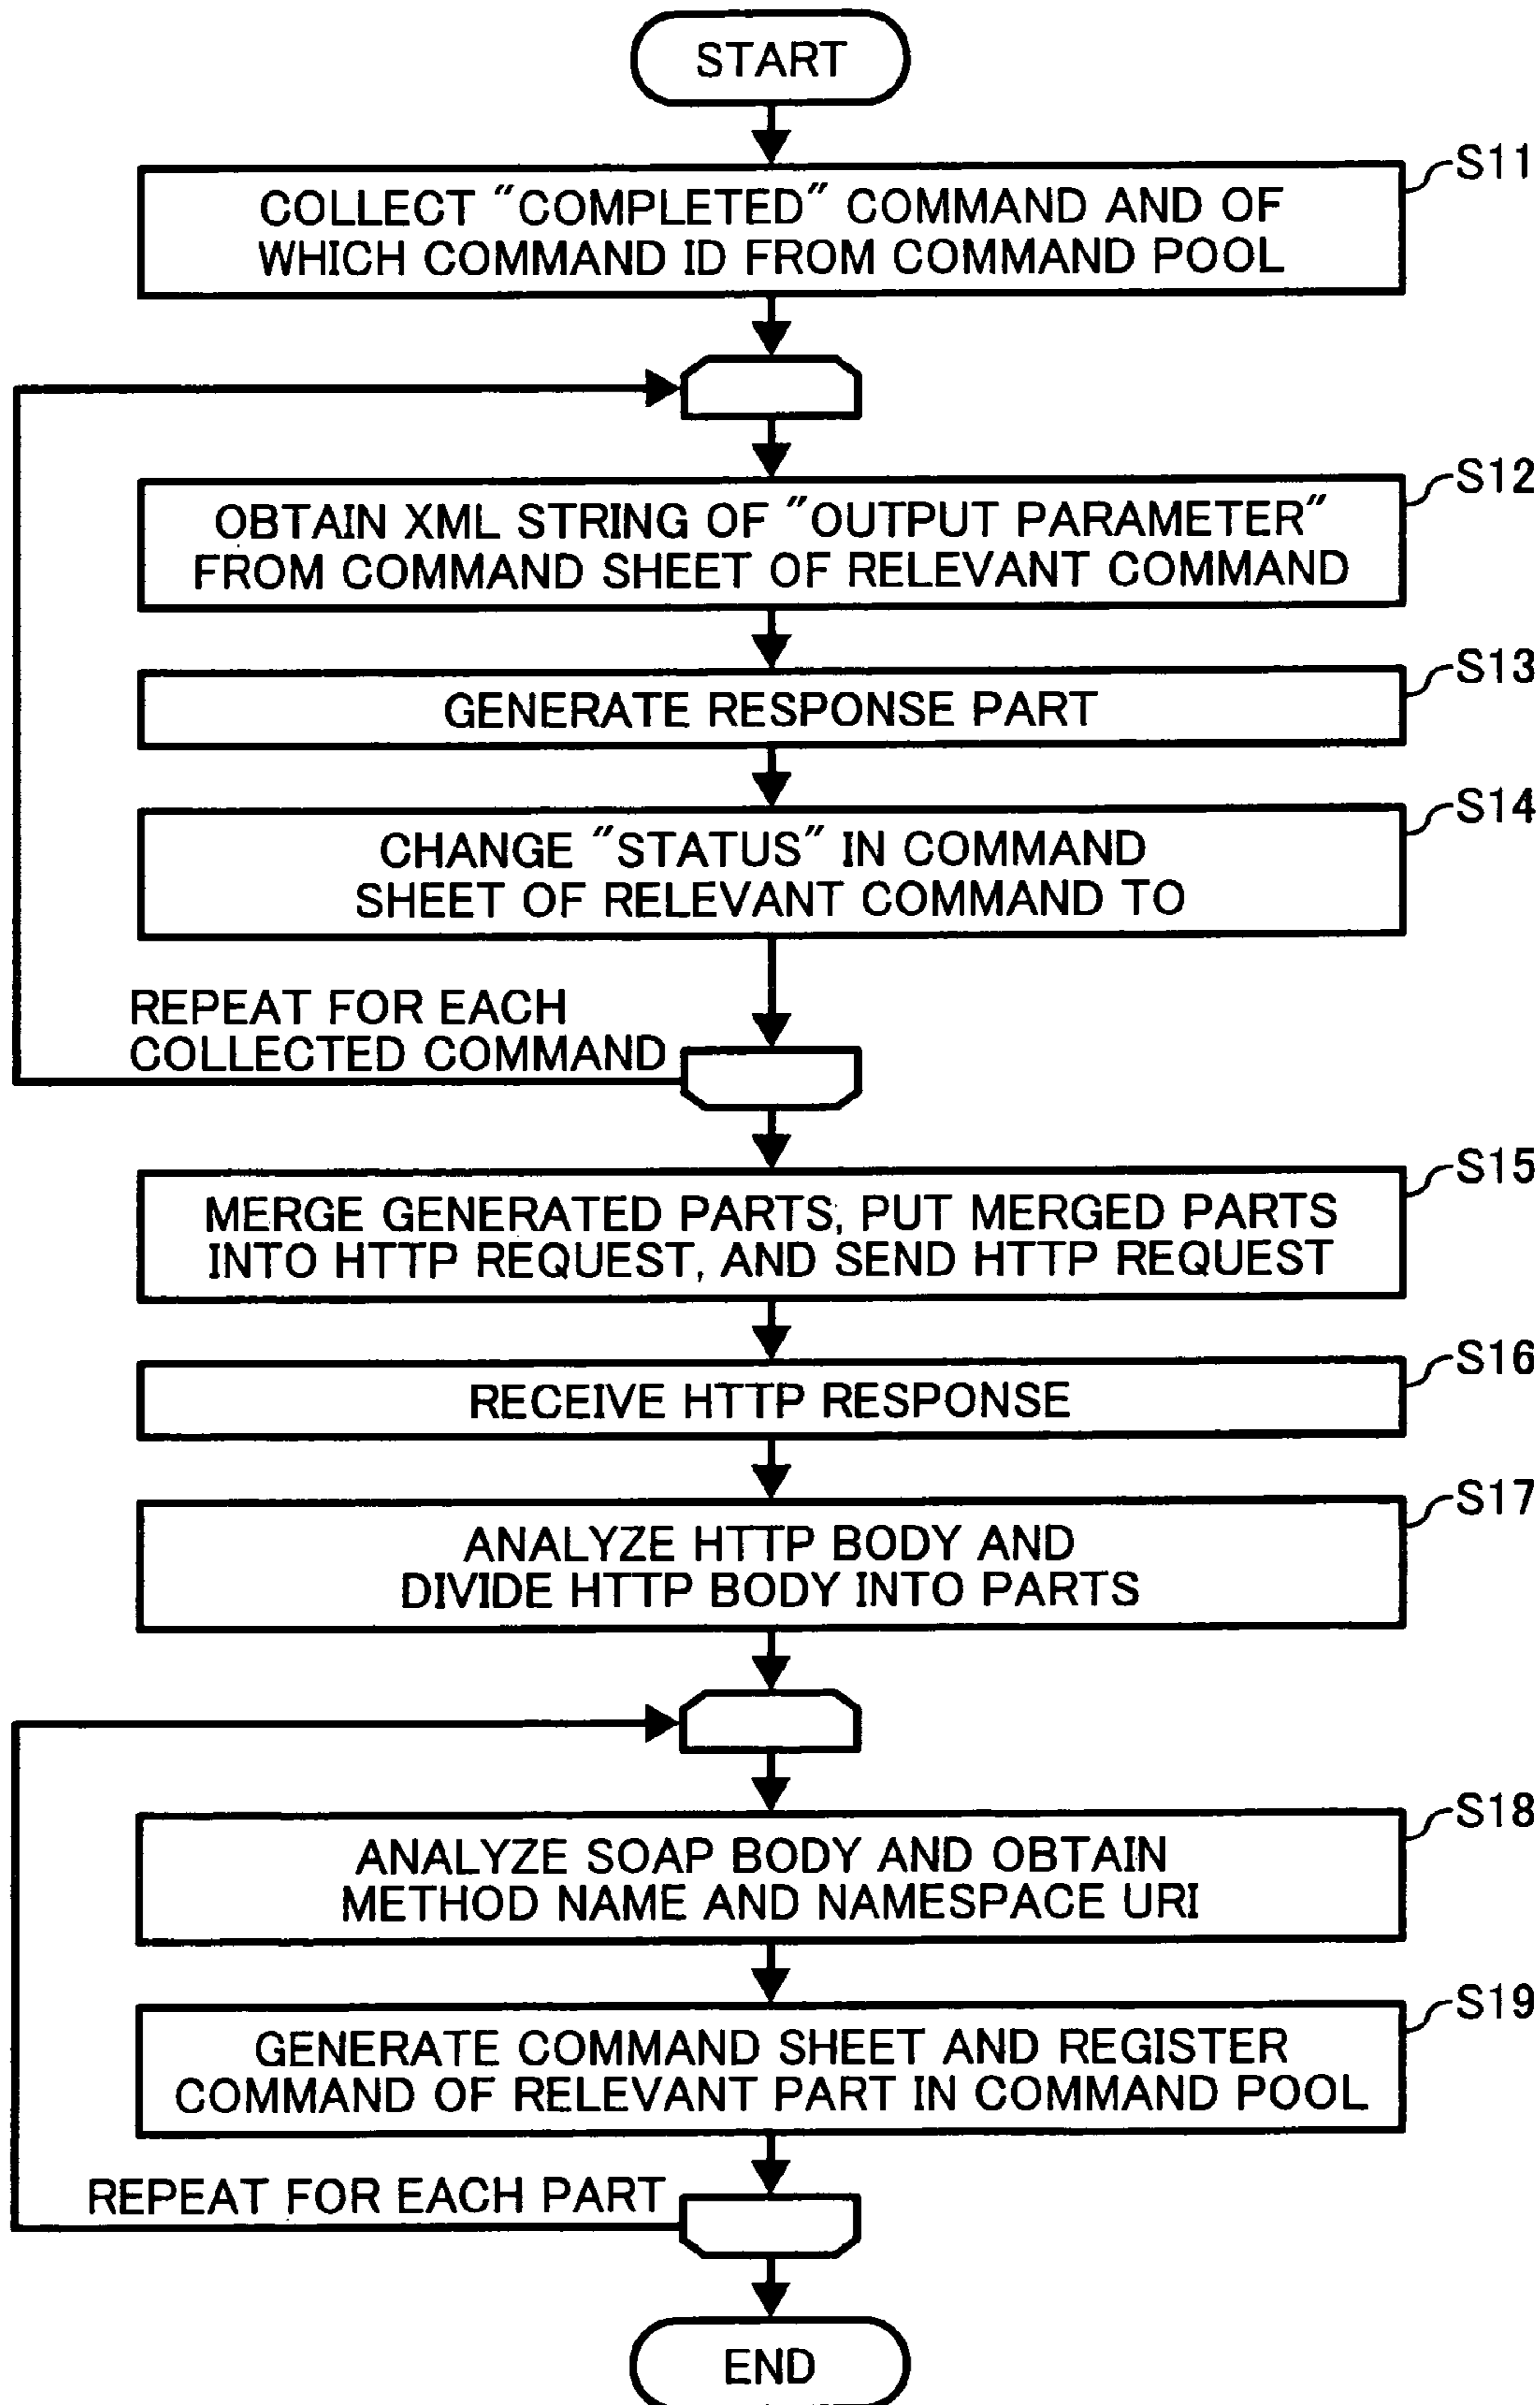 START
S11
COLLECT "COMPLETED" COMMAND AND OF
WHICH COMMAND ID FROM COMMAND POOL
S12
OBTAIN XML STRING OF "OUTPUT PARAMETER"
FROM COMMAND SHEET OF RELEVANT COMMAND
S13
GENERATE RESPONSE PART
S14
CHANGE "STATUS" IN COMMAND
SHEET OF RELEVANT COMMAND TO
REPEAT FOR EACH
COLLECTED COMMAND
S15
MERGE GENERATED PARTS, PUT MERGED PARTS
INTO HTTP REQUEST, AND SEND HTTP REQUEST
S16
RECEIVE HTTP RESPONSE
S17
ANALYZE HTTP BODY AND
DIVIDE HTTP BODY INTO PARTS
S18
ANALYZE SOAP BODY AND OBTAIN
METHOD NAME AND NAMESPACE URI
S19
GENERATE COMMAND SHEET AND REGISTER
COMMAND OF RELEVANT PART IN COMMAND POOL
REPEAT FOR EACH PART
END